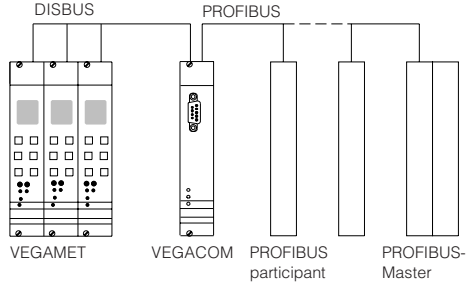 DISBUS
PROFIBUS
VEGAMET
VEGACOM
PROFIBUS
participant
PROFIBUS-
Master